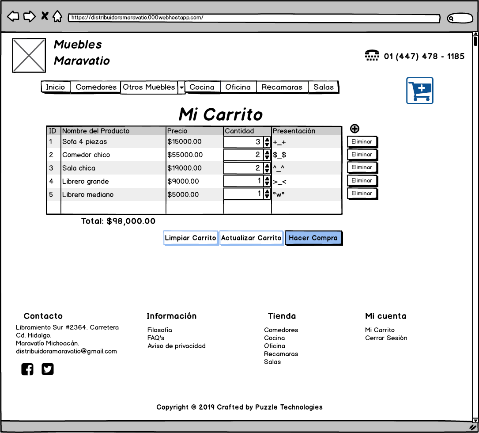 https://distribuidoramaravatio.000webhostapp.com/
Muebles
Maravatio
01 (447) 478 - 1185
Inicio Comedores Otros Muebles Cocina Oficina Recamaras Salas
Mi Carrito
ID Nombre del Producto Precio Cantidad Presentación
1 Sofa 4 piezas $15000.00 3 +_+ Eliminar
2 Comedor chico $55000.00 2 $_$ Eliminar
3 Sala chica $19000.00 2 ^_^ Eliminar
4 Librero grande $9000.00 1 >_< Eliminar
5 Librero mediano $5000.00 1 "w" Eliminar
Total: $98,000.00
Limpiar Carrito Actualizar Carrito Hacer Compra
Contacto Información Tienda Mi cuenta
Libramiento Sur #2364. Carretera
Cd. Hidalgo.
Maravatio Michoacán.
distribuidoramaravatio@gmail.com
Filosofía
FAQ's
Aviso de privacidad
Comedores
Cocina
Oficina
Recamaras
Salas
Mi Carrito
Cerrar Sesión
Copyright © 2019 Crafted by Puzzle Technologies